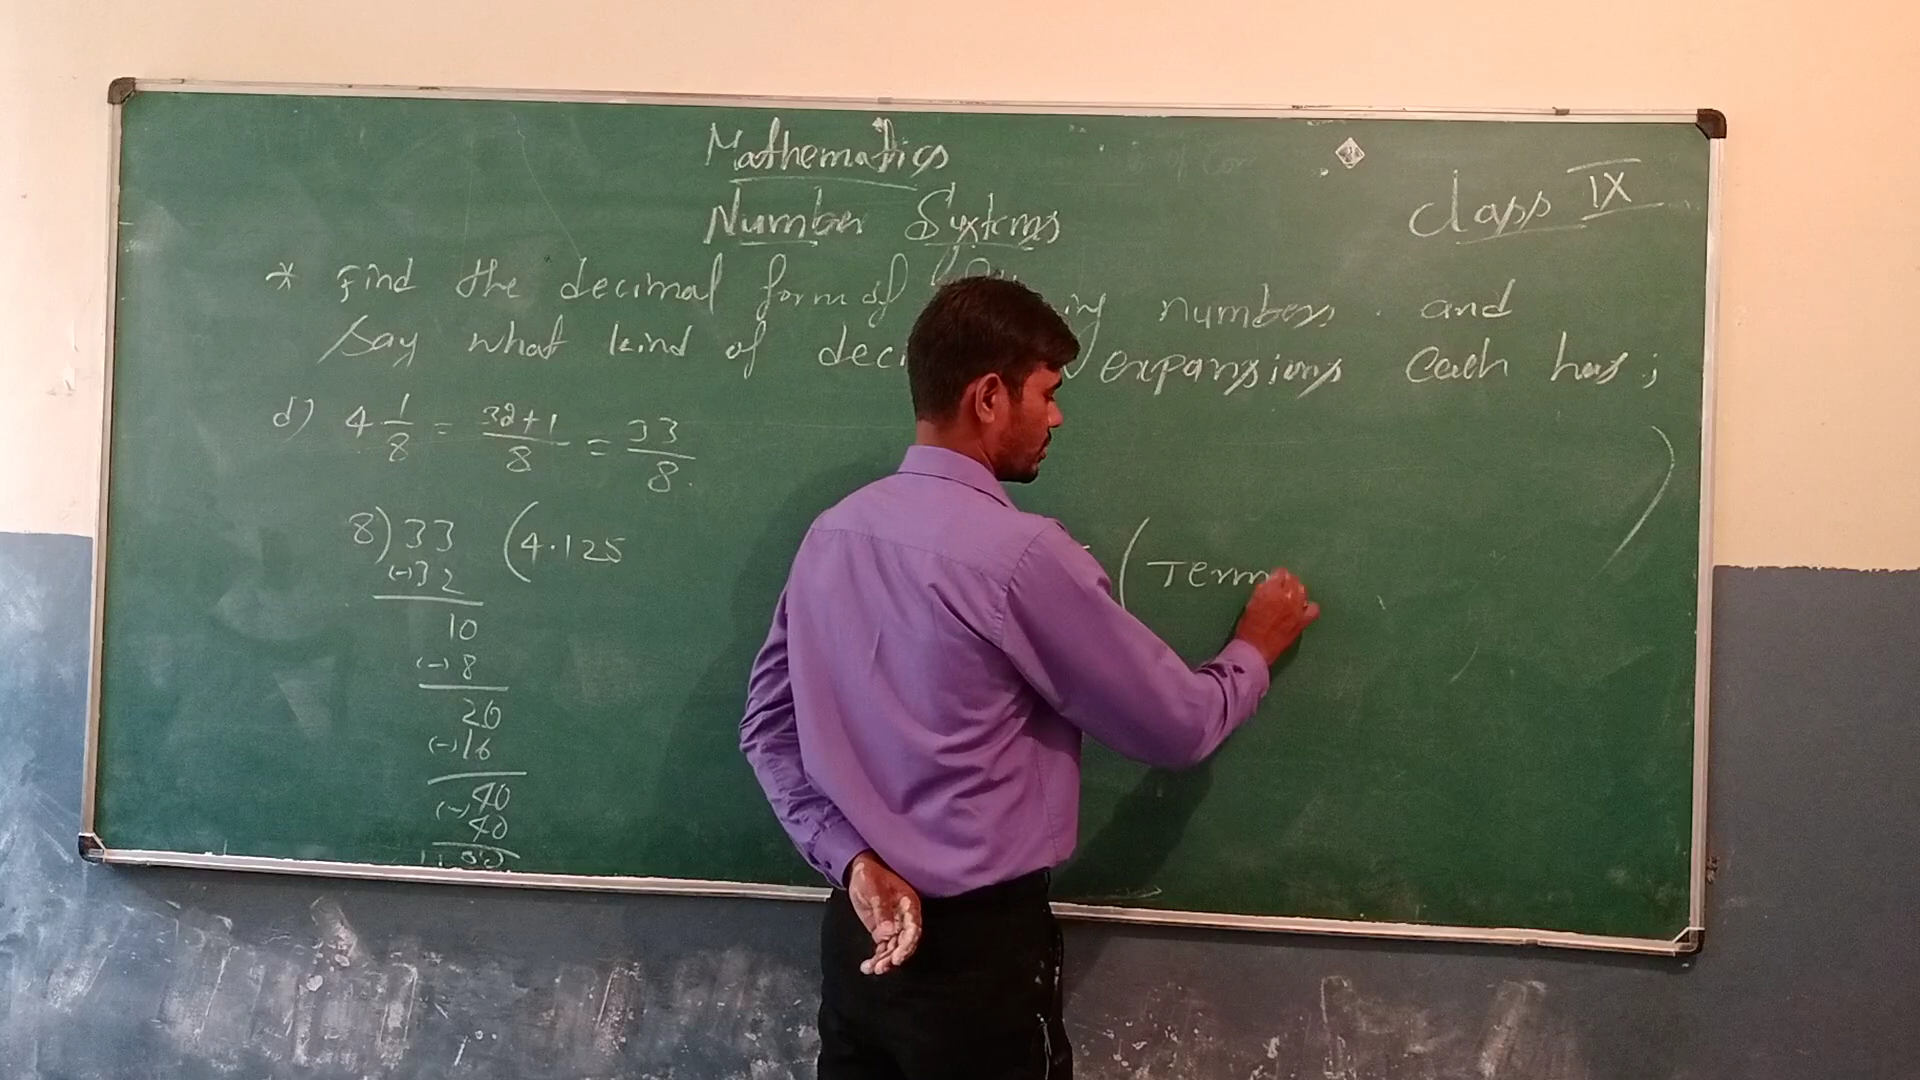 Mathematics
Number Systems
Class IX
* Find the decimal form of numbers and
Say what kind of expansions each has;
d) 4 1/8 = 32+1/8 = 33/8
8)33(4.125
(-)32
10
(-)8
20
(-)16
40
(-)40
(Term